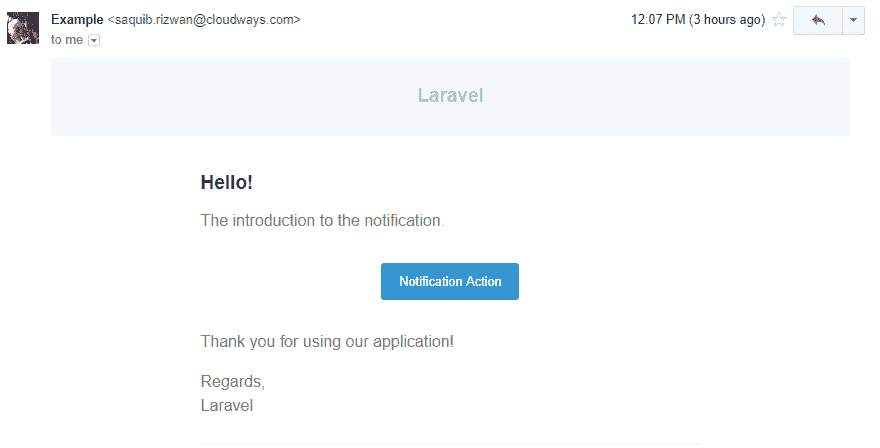 Example <saquib.rizwan@cloudways.com> 12:07 PM (3 hours ago)
to me
Laravel
Hello!
The introduction to the notification.
Notification Action
Thank you for using our application!
Regards,
Laravel